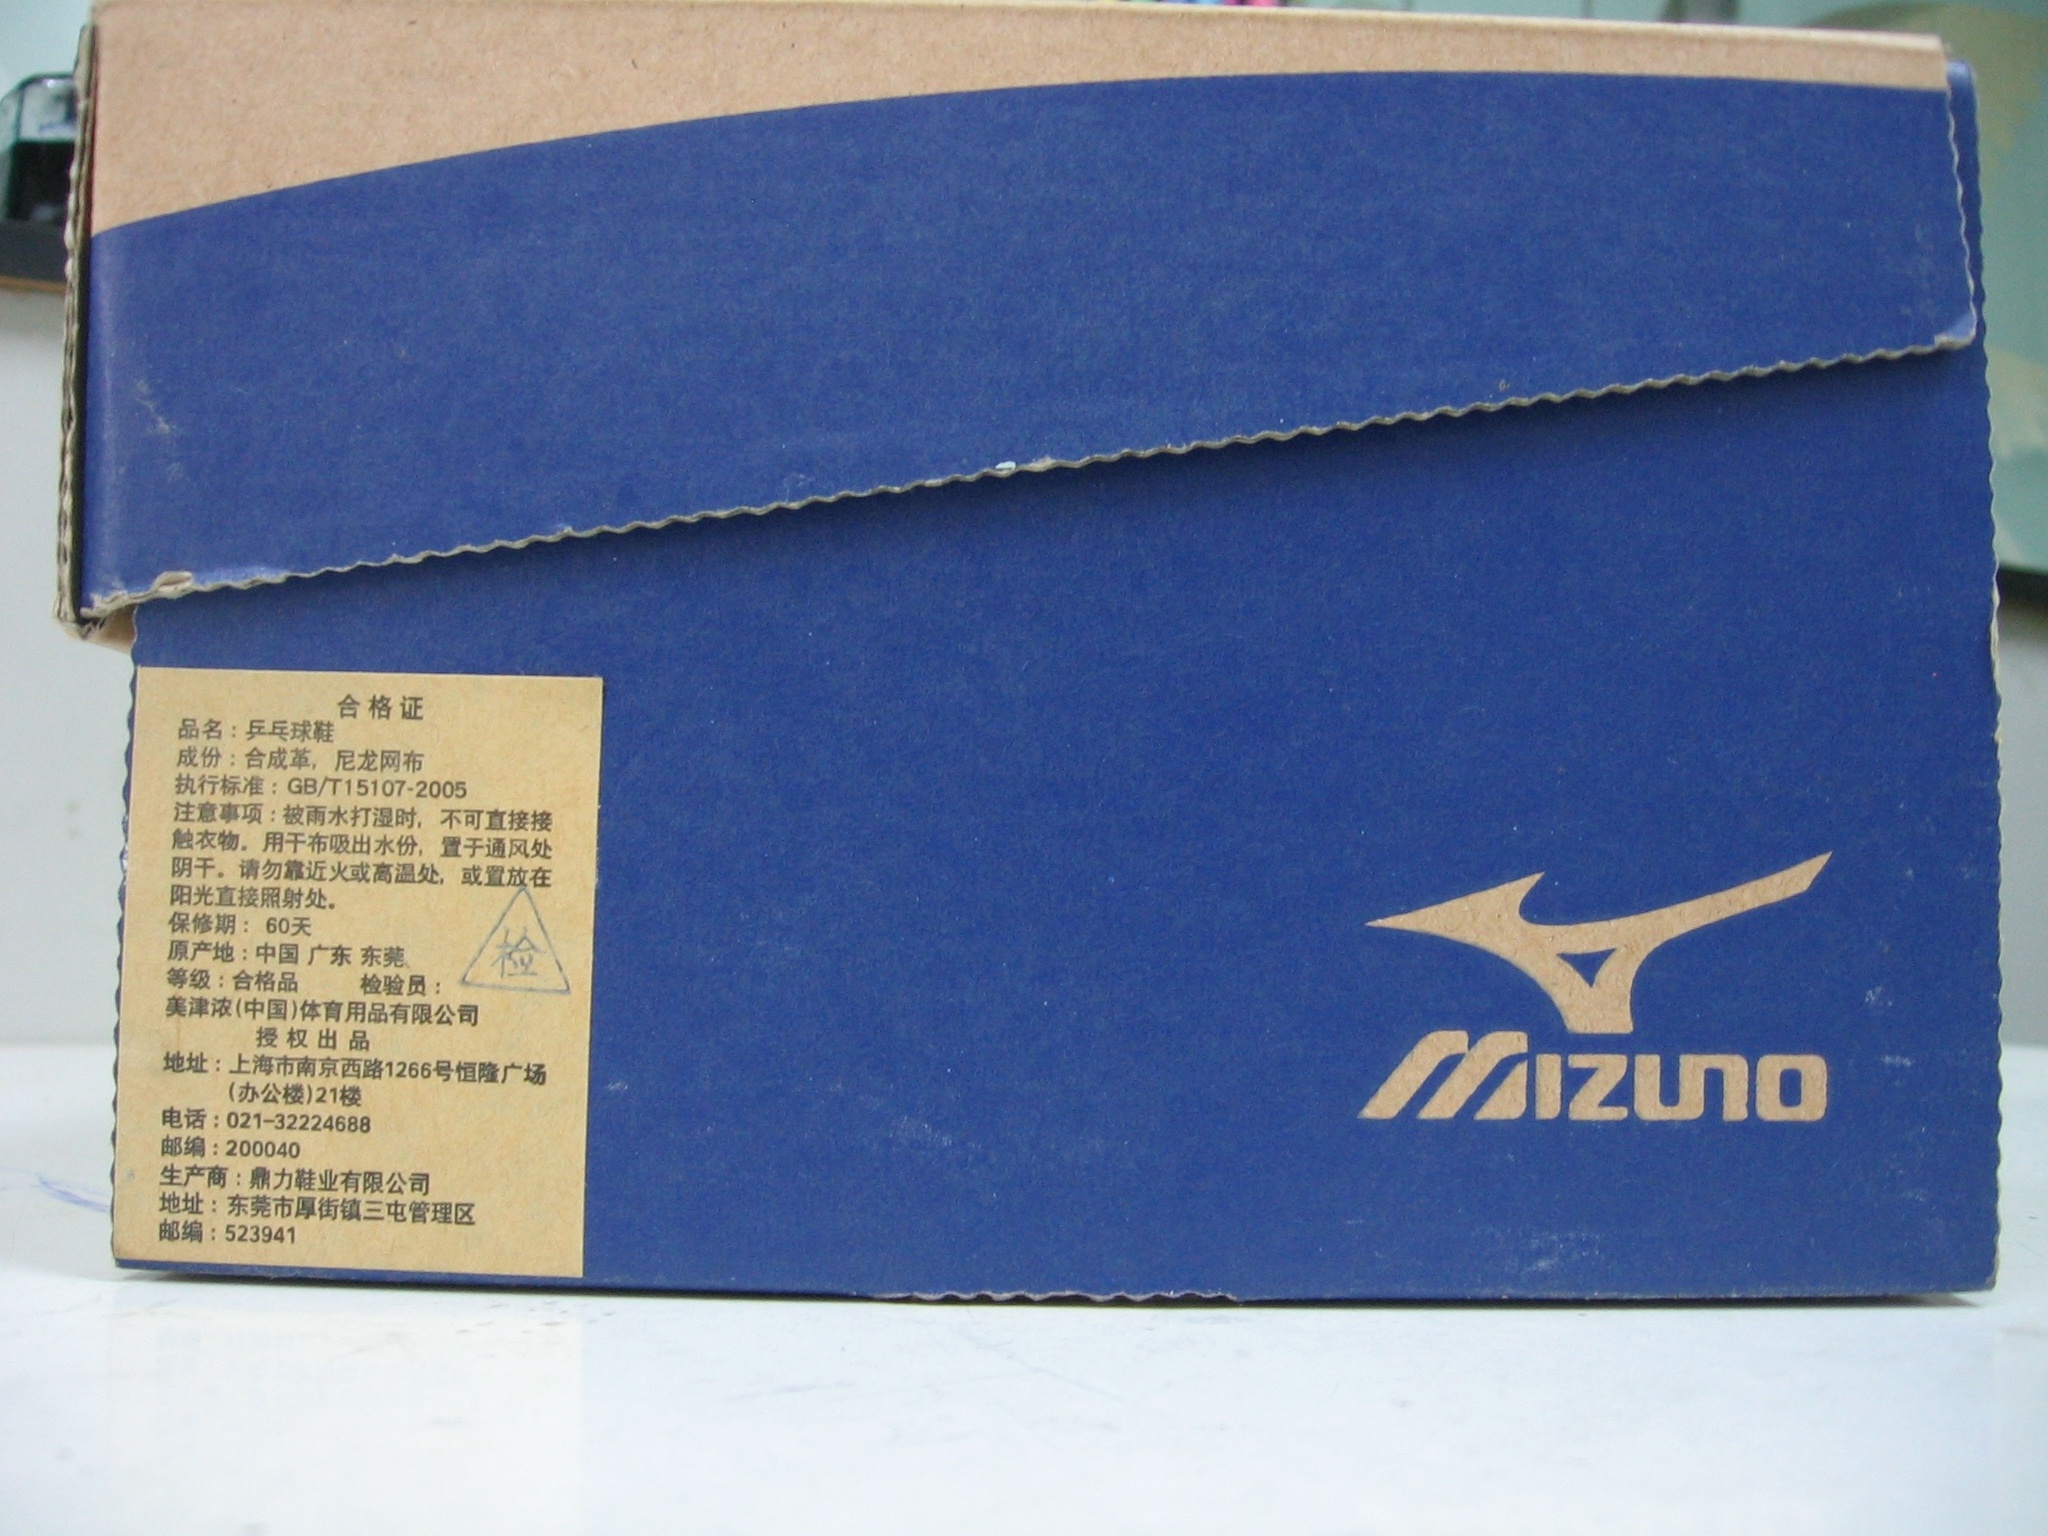 合格证
品名：乒乓球鞋
成份：合成革，尼龙网布
执行标准：GB/T15107-2005
注意事项：被雨水打湿时，不可直接接
触衣物。用干布吸出水份，置于通风处
阴干。请勿靠近火或高温处，或置放在
阳光直接照射处。
保修期：60天
原产地：中国 广东 东莞
等级：合格品 检验员：
检
美津浓(中国)体育用品有限公司
授权出品
地址：上海市南京西路1266号恒隆广场
(办公楼)21楼
电话：021-32224688
邮编：200040
生产商：鼎力鞋业有限公司
地址：东莞市厚街镇三屯管理区
邮编：523941
MIZUNO